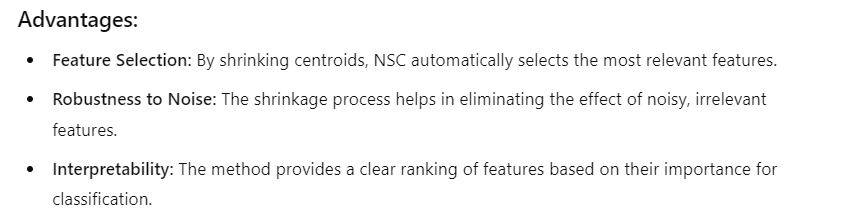 Advantages:
• Feature Selection: By shrinking centroids, NSC automatically selects the most relevant features.
• Robustness to Noise: The shrinkage process helps in eliminating the effect of noisy, irrelevant
features.
• Interpretability: The method provides a clear ranking of features based on their importance for
classification.